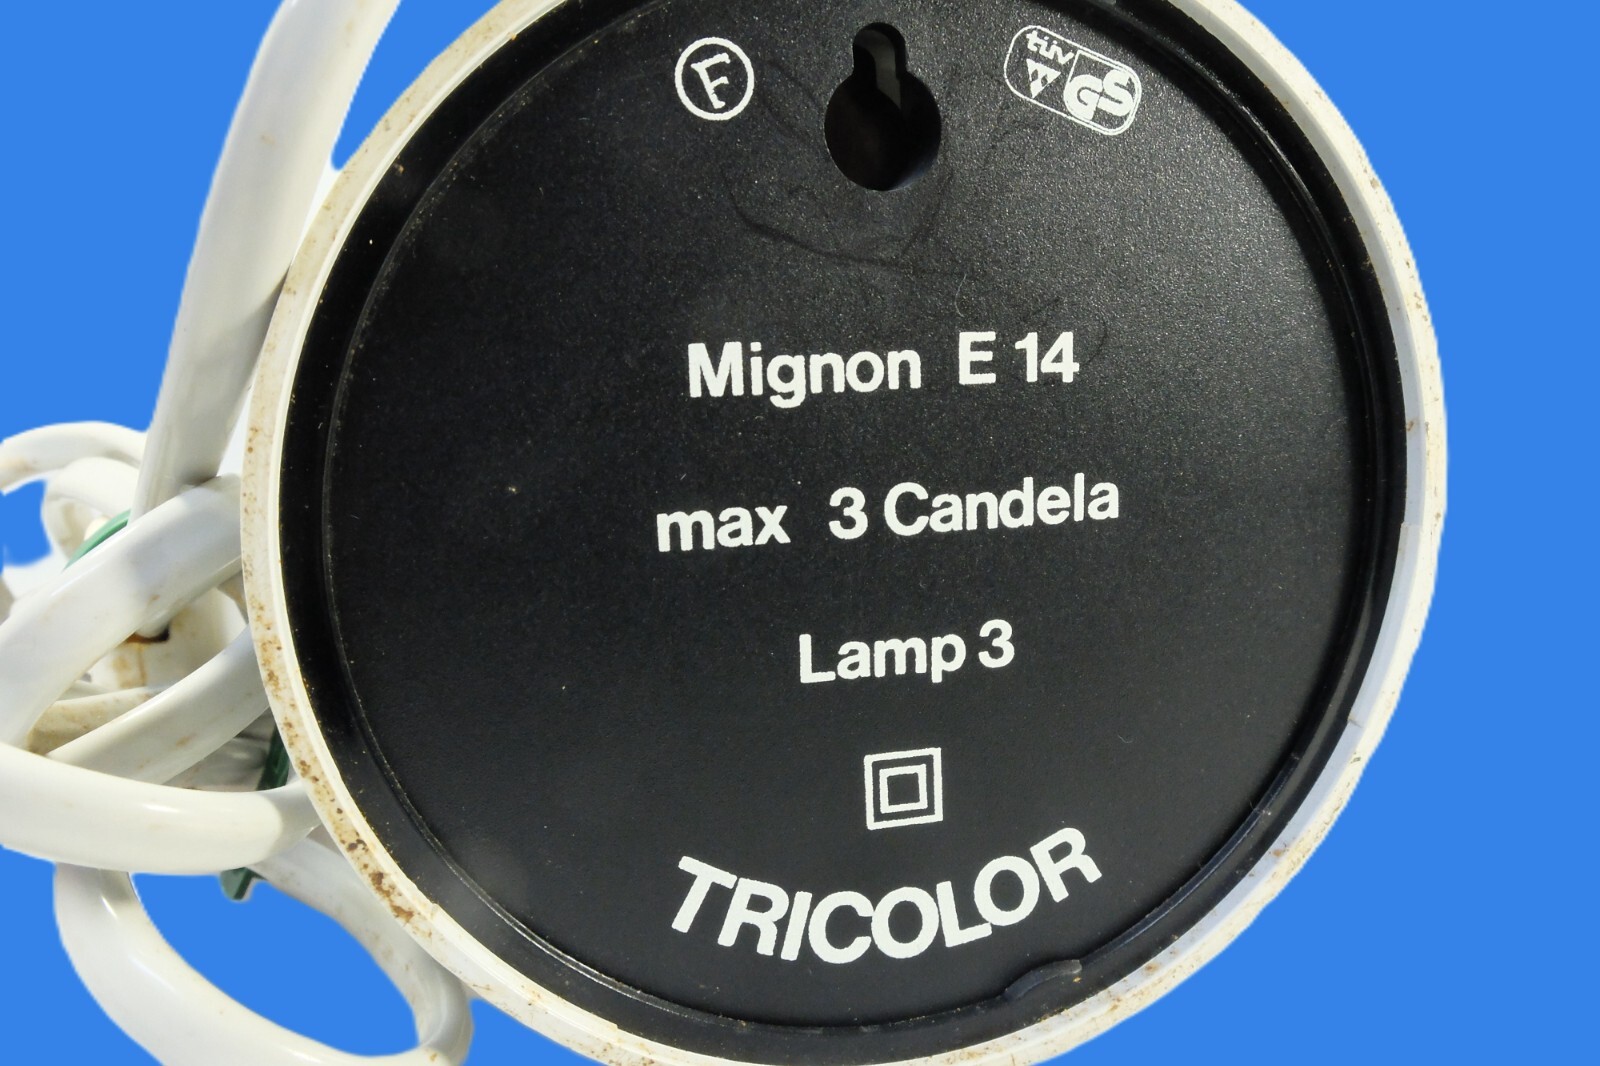 F
TÜV
GS
Mignon E 14
max 3 Candela
Lamp 3
TRICOLOR